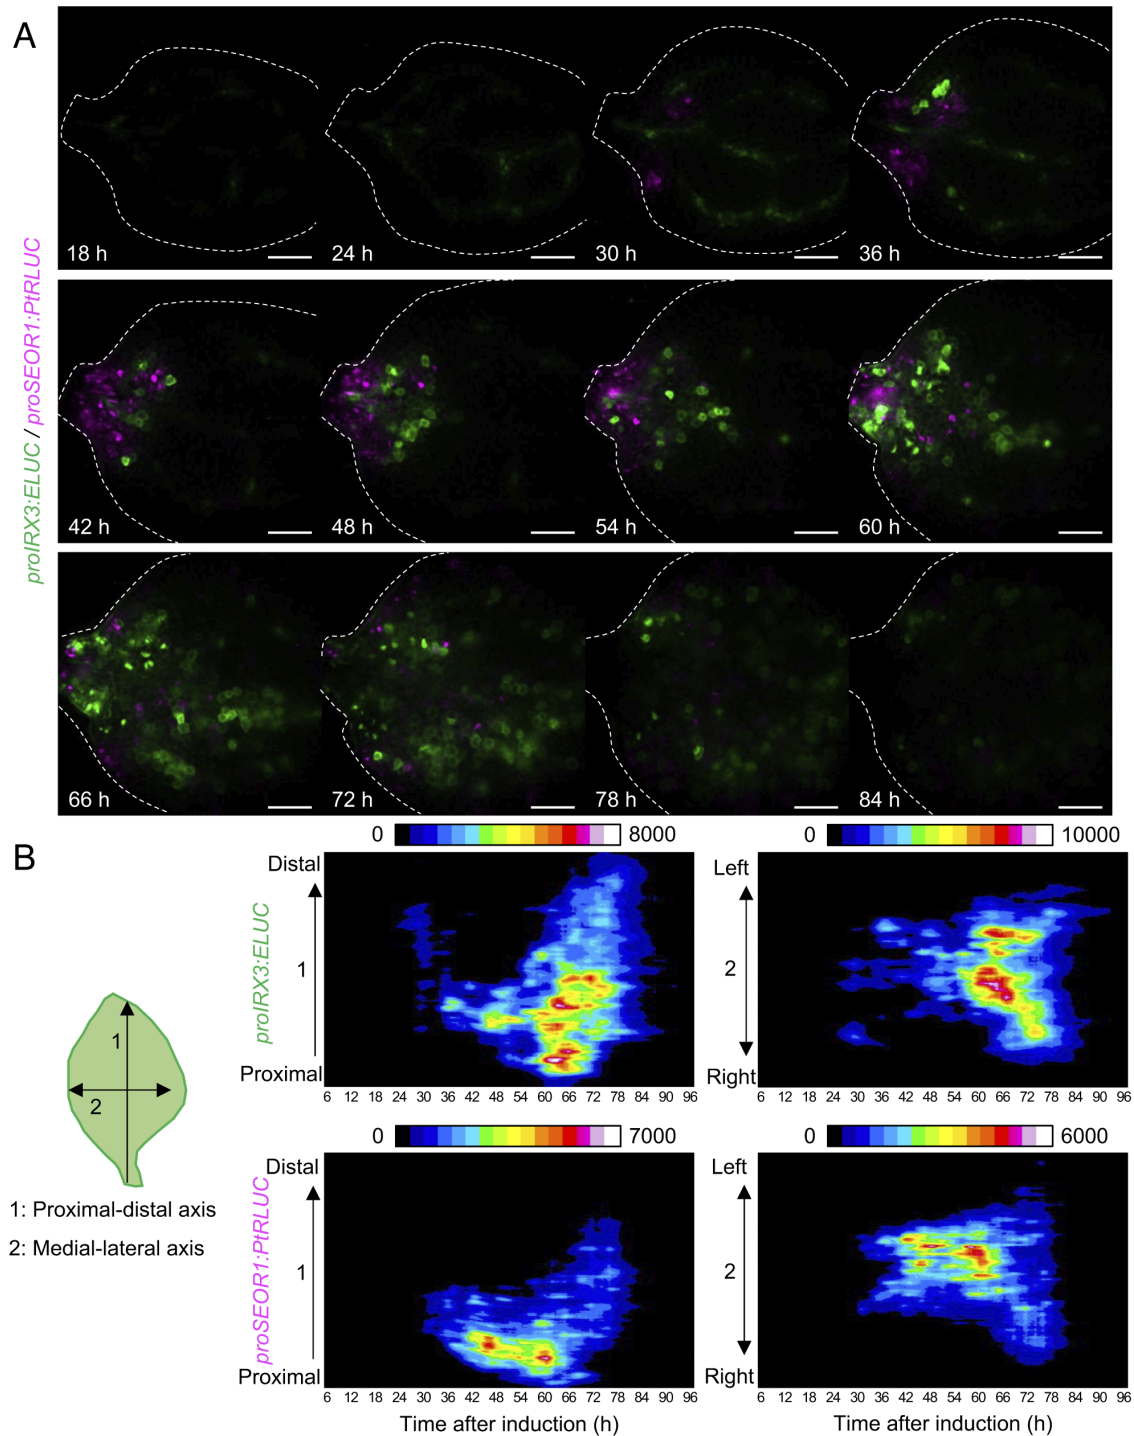 A
proIRX3:ELUC / proSEOR1:PtRLUC
18 h
24 h
30 h
36 h
42 h
48 h
54 h
60 h
66 h
72 h
78 h
84 h
B
0 8000
0 10000
Distal
1
Proximal
proIRX3:ELUC
6 12 18 24 30 36 42 48 54 60 66 72 78 84 90 96
Left
2
Right
6 12 18 24 30 36 42 48 54 60 66 72 78 84 90 96
1
2
1: Proximal-distal axis
2: Medial-lateral axis
0 7000
0 6000
Distal
1
Proximal
proSEOR1:PtRLUC
6 12 18 24 30 36 42 48 54 60 66 72 78 84 90 96
Time after induction (h)
Left
2
Right
6 12 18 24 30 36 42 48 54 60 66 72 78 84 90 96
Time after induction (h)